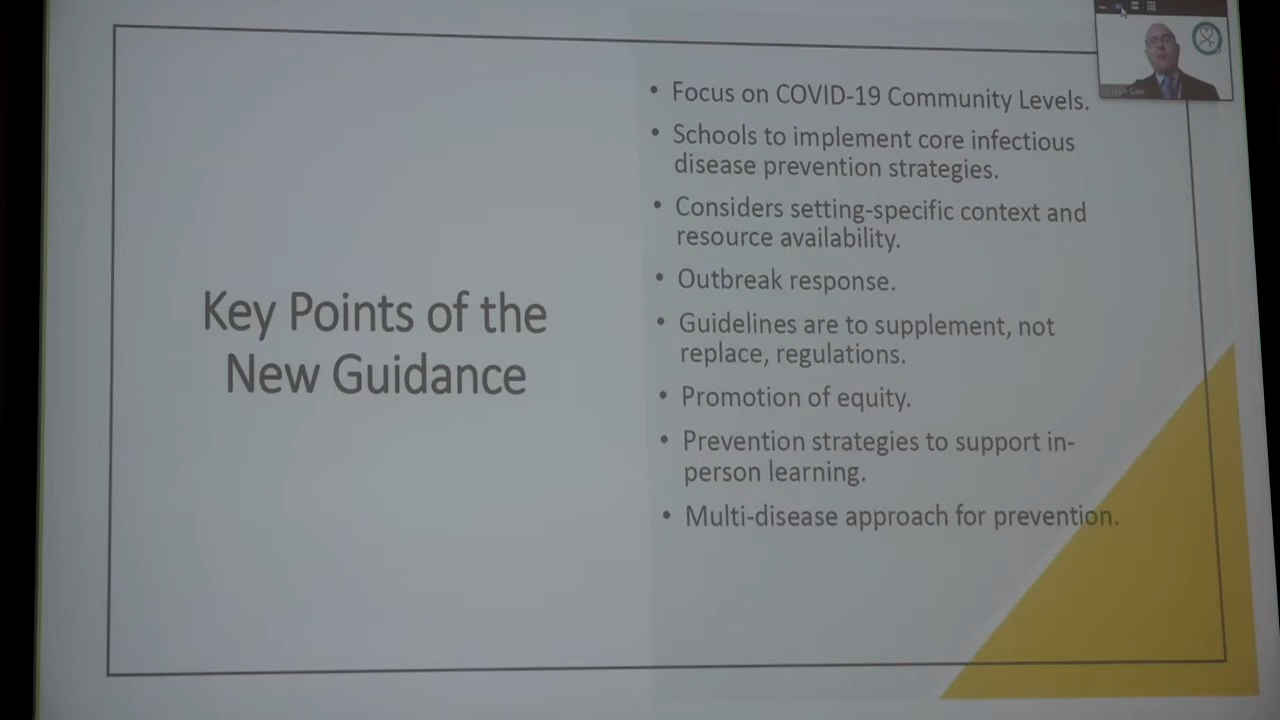 Key Points of the
New Guidance
• Focus on COVID-19 Community Levels.
• Schools to implement core infectious
disease prevention strategies.
• Considers setting-specific context and
resource availability.
• Outbreak response.
• Guidelines are to supplement, not
replace, regulations.
• Promotion of equity.
• Prevention strategies to support in-
person learning.
• Multi-disease approach for prevention.